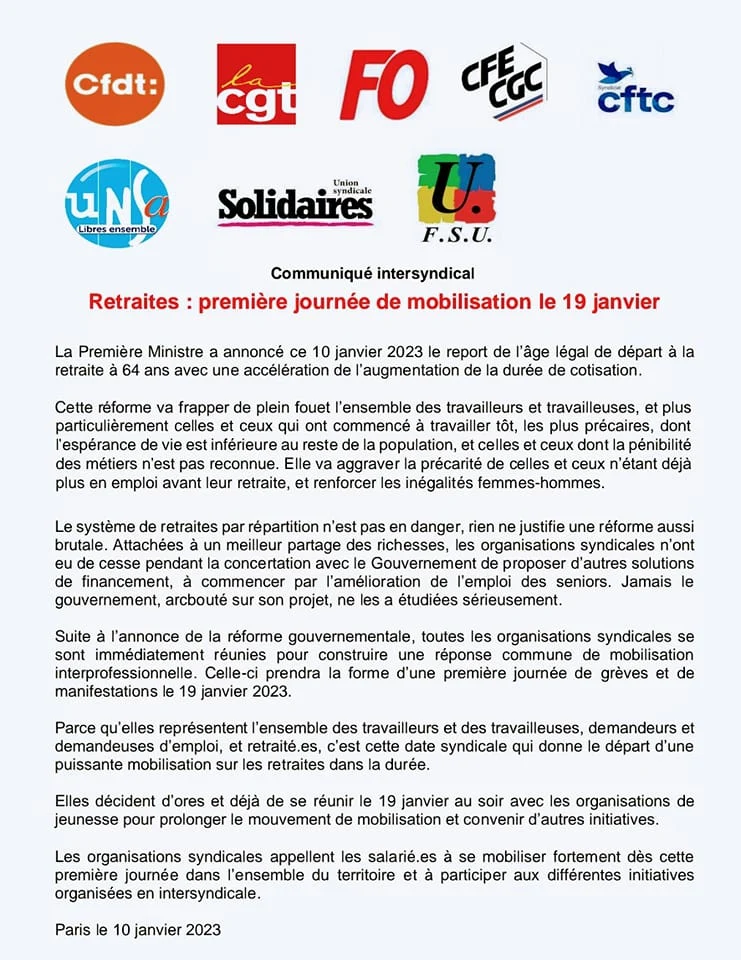 Cfdt:
la
cgt
FO
CFE
CGC
Syndicat
cftc
UNSa
Libres ensemble
Union
syndicale
Solidaires
U.
F.S.U.
Communiqué intersyndical
Retraites : première journée de mobilisation le 19 janvier
La Première Ministre a annoncé ce 10 janvier 2023 le report de l’âge légal de départ à la
retraite à 64 ans avec une accélération de l’augmentation de la durée de cotisation.
Cette réforme va frapper de plein fouet l’ensemble des travailleurs et travailleuses, et plus
particulièrement celles et ceux qui ont commencé à travailler tôt, les plus précaires, dont
l’espérance de vie est inférieure au reste de la population, et celles et ceux dont la pénibilité
des métiers n’est pas reconnue. Elle va aggraver la précarité de celles et ceux n’étant déjà
plus en emploi avant leur retraite, et renforcer les inégalités femmes-hommes.
Le système de retraites par répartition n’est pas en danger, rien ne justifie une réforme aussi
brutale. Attachées à un meilleur partage des richesses, les organisations syndicales n’ont
eu de cesse pendant la concertation avec le Gouvernement de proposer d’autres solutions
de financement, à commencer par l’amélioration de l’emploi des seniors. Jamais le
gouvernement, arcbouté sur son projet, ne les a étudiées sérieusement.
Suite à l’annonce de la réforme gouvernementale, toutes les organisations syndicales se
sont immédiatement réunies pour construire une réponse commune de mobilisation
interprofessionnelle. Celle-ci prendra la forme d’une première journée de grèves et de
manifestations le 19 janvier 2023.
Parce qu’elles représentent l’ensemble des travailleurs et des travailleuses, demandeurs et
demandeuses d’emploi, et retraité.es, c’est cette date syndicale qui donne le départ d’une
puissante mobilisation sur les retraites dans la durée.
Elles décident d’ores et déjà de se réunir le 19 janvier au soir avec les organisations de
jeunesse pour prolonger le mouvement de mobilisation et convenir d’autres initiatives.
Les organisations syndicales appellent les salarié.es à se mobiliser fortement dès cette
première journée dans l’ensemble du territoire et à participer aux différentes initiatives
organisées en intersyndicale.
Paris le 10 janvier 2023